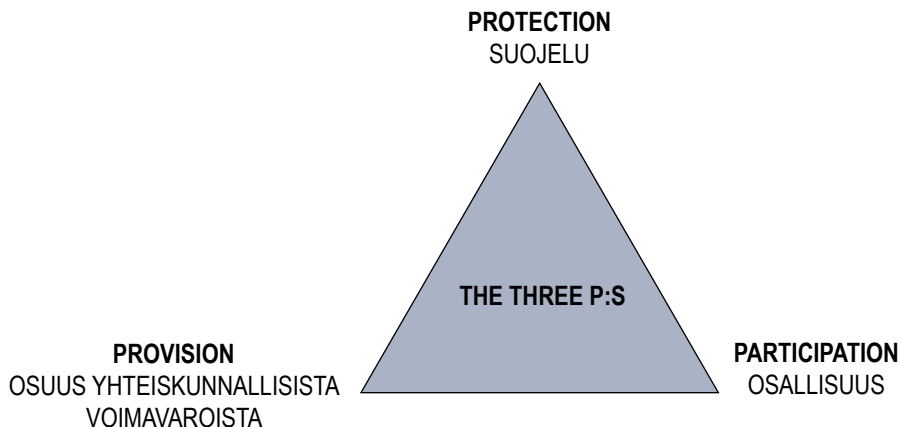 PROTECTION
SUOJELU
THE THREE P:S
PROVISION
OSUUS YHTEISKUNNALLISISTA
VOIMAVAROISTA
PARTICIPATION
OSALLISUUS